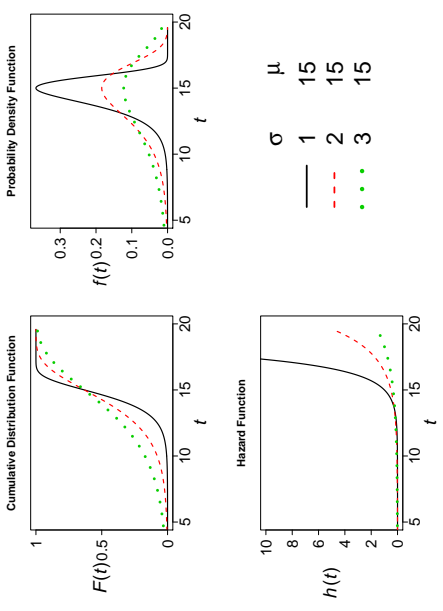 Cumulative Distribution Function
F(t)
1
0.5
0
5 10 15 20
t
Probability Density Function
f(t)
0.3
0.2
0.1
0.0
5 10 15 20
t
Hazard Function
h(t)
10
8
6
4
2
0
5 10 15 20
t
σ μ
1 15
2 15
3 15